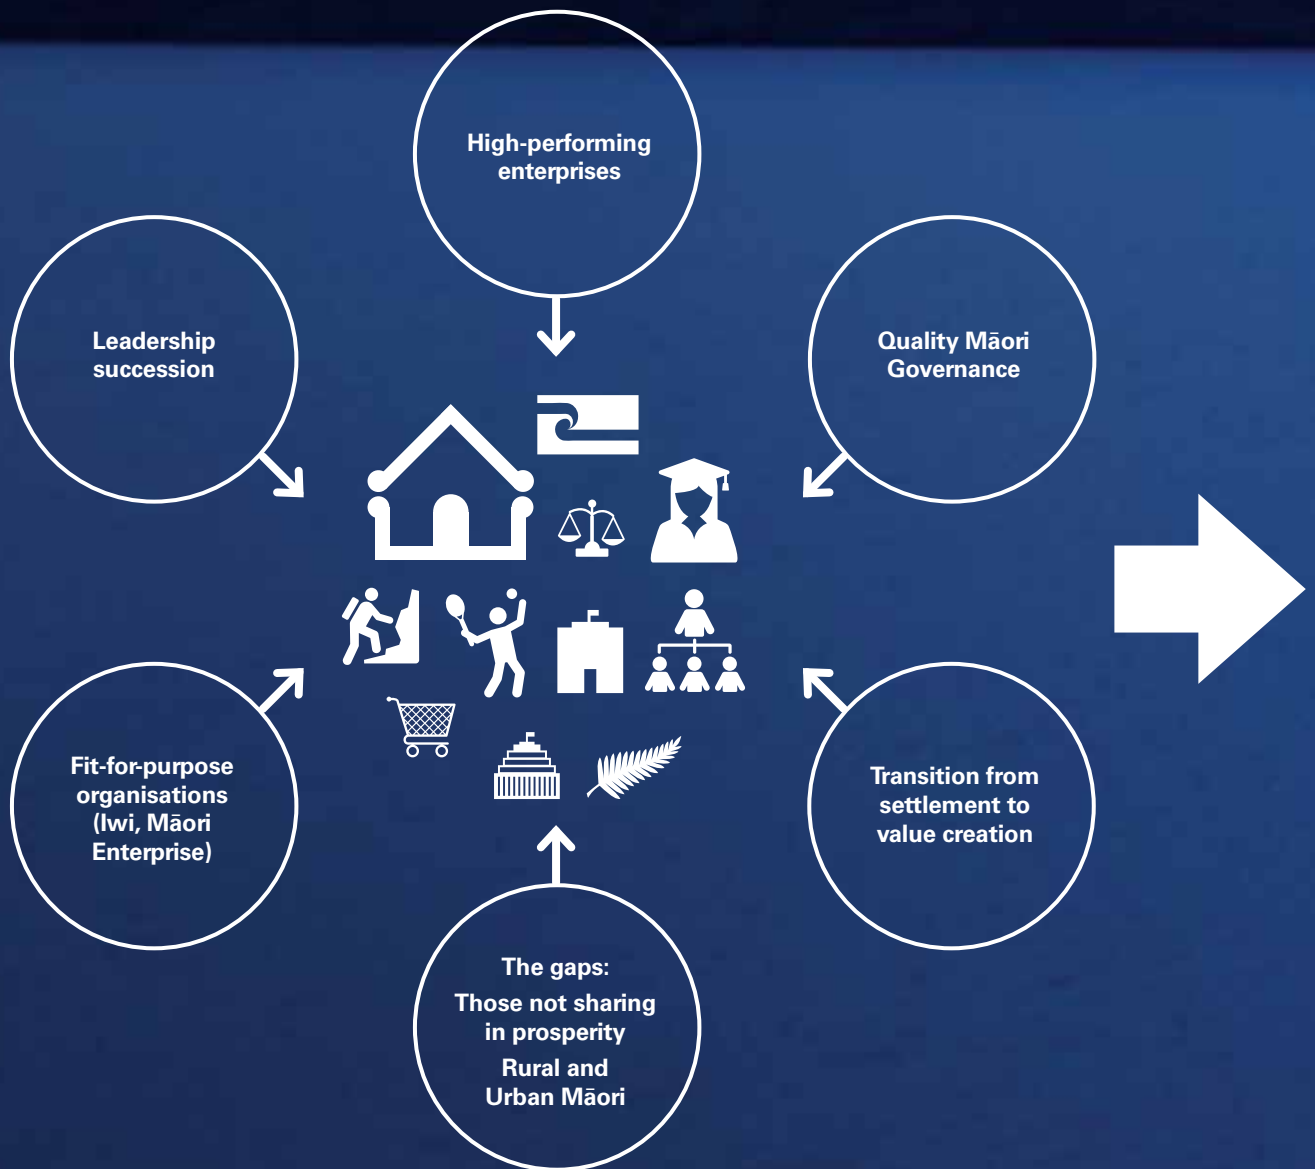 High-performing
enterprises
Leadership
succession
Quality Māori
Governance
Fit-for-purpose
organisations
(Iwi, Māori
Enterprise)
Transition from
settlement to
value creation
The gaps:
Those not sharing
in prosperity
Rural and
Urban Māori